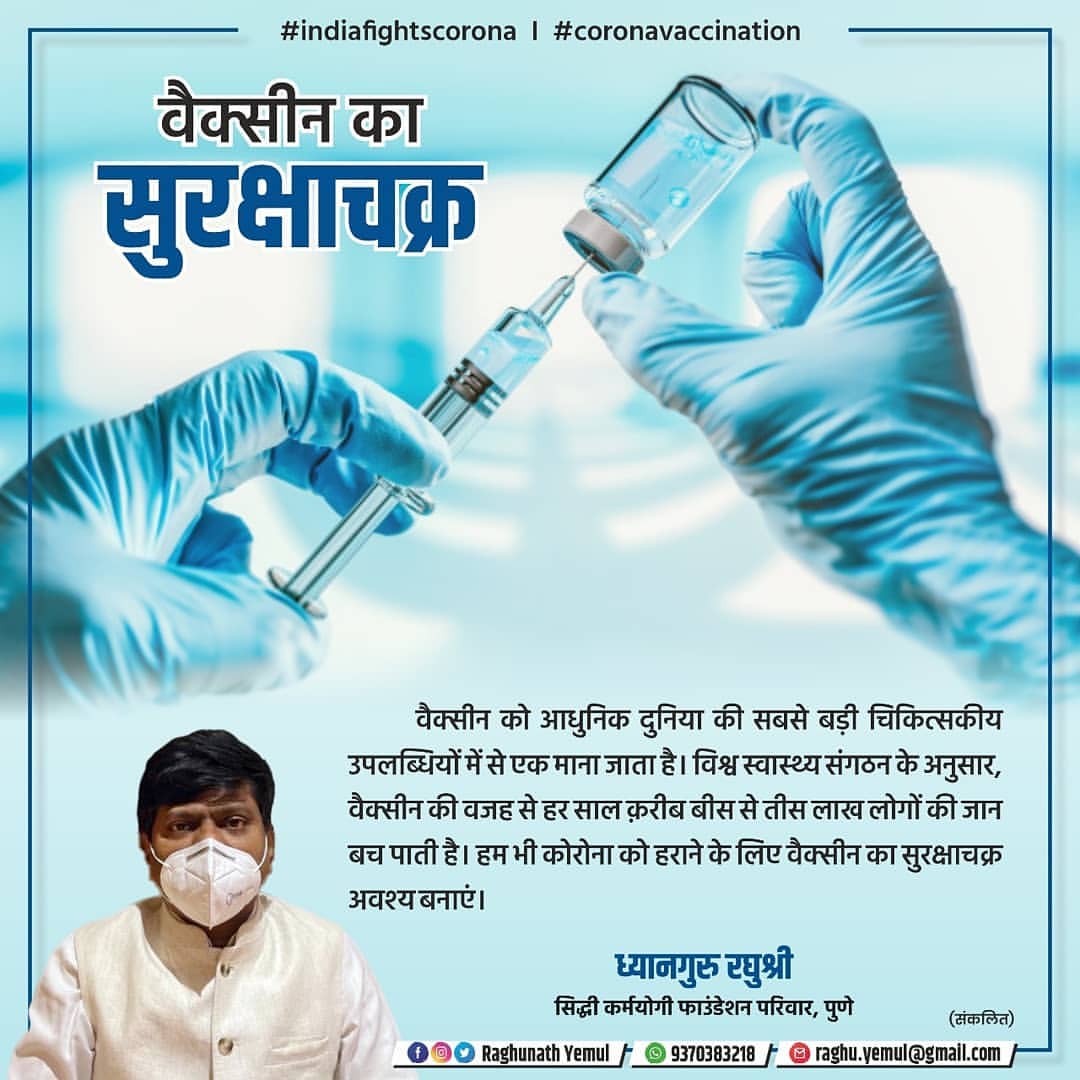 #indiafightscorona I #coronavaccination
वैक्सीन का
सुरक्षाचक्र
वैक्सीन को आधुनिक दुनिया की सबसे बड़ी चिकित्सकीय
उपलब्धियों में से एक माना जाता है। विश्व स्वास्थ्य संगठन के अनुसार,
वैक्सीन की वजह से हर साल क़रीब बीस से तीस लाख लोगों की जान
बच पाती है। हम भी कोरोना को हराने के लिए वैक्सीन का सुरक्षाचक्र
अवश्य बनाएं।
ध्यानगुरु रघुश्री
सिद्धी कर्मयोगी फाउंडेशन परिवार, पुणे
(संकलित)
Raghunath Yemul / 9370383218 / raghu.yemul@gmail.com